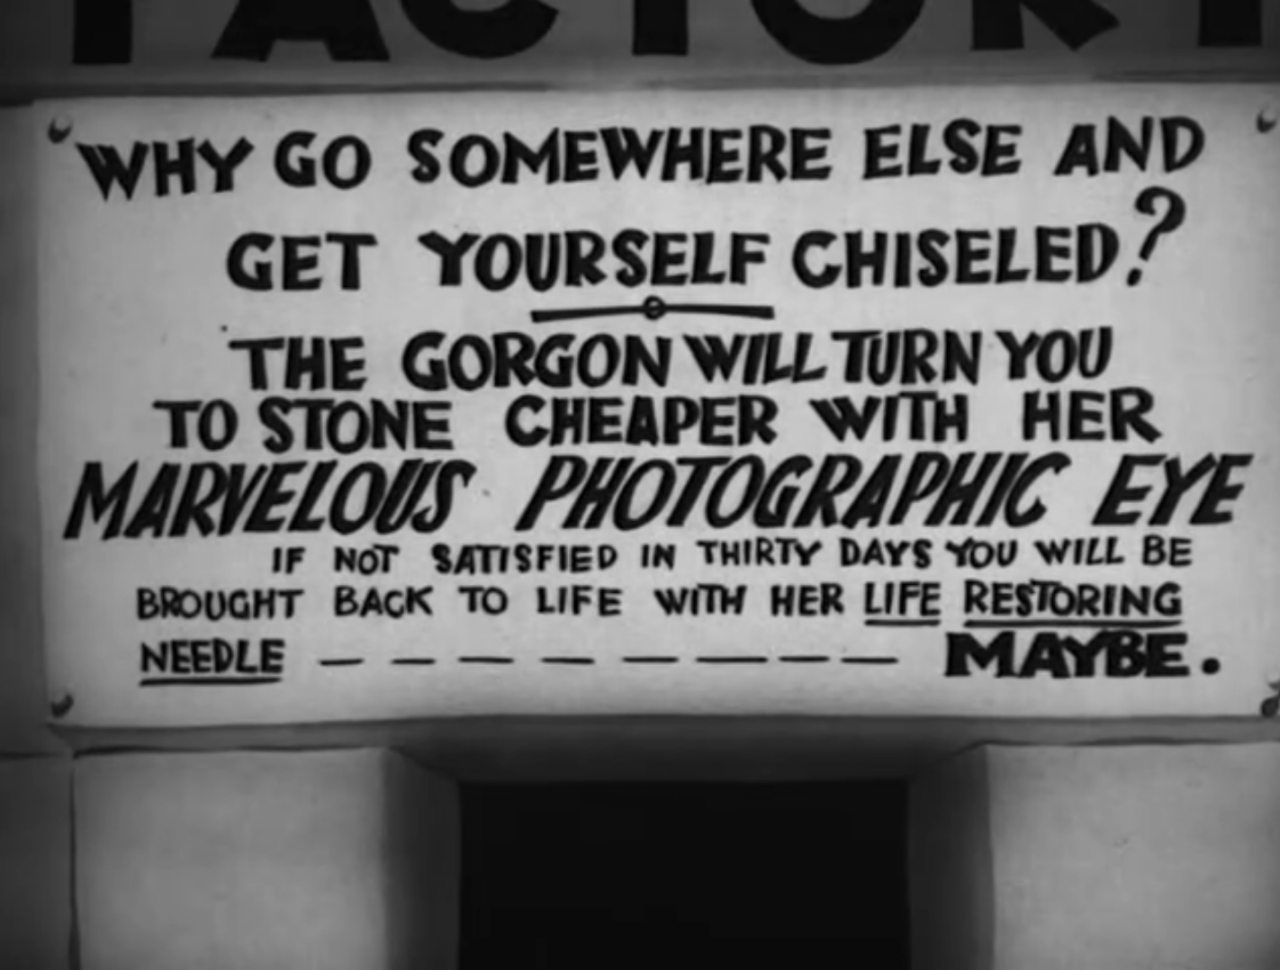 FACTORY
WHY GO SOMEWHERE ELSE AND
GET YOURSELF CHISELED?
THE GORGON WILL TURN YOU
TO STONE CHEAPER WITH HER
MARVELOUS PHOTOGRAPHIC EYE
IF NOT SATISFIED IN THIRTY DAYS YOU WILL BE
BROUGHT BACK TO LIFE WITH HER LIFE RESTORING
NEEDLE — — — — — — — — MAYBE.